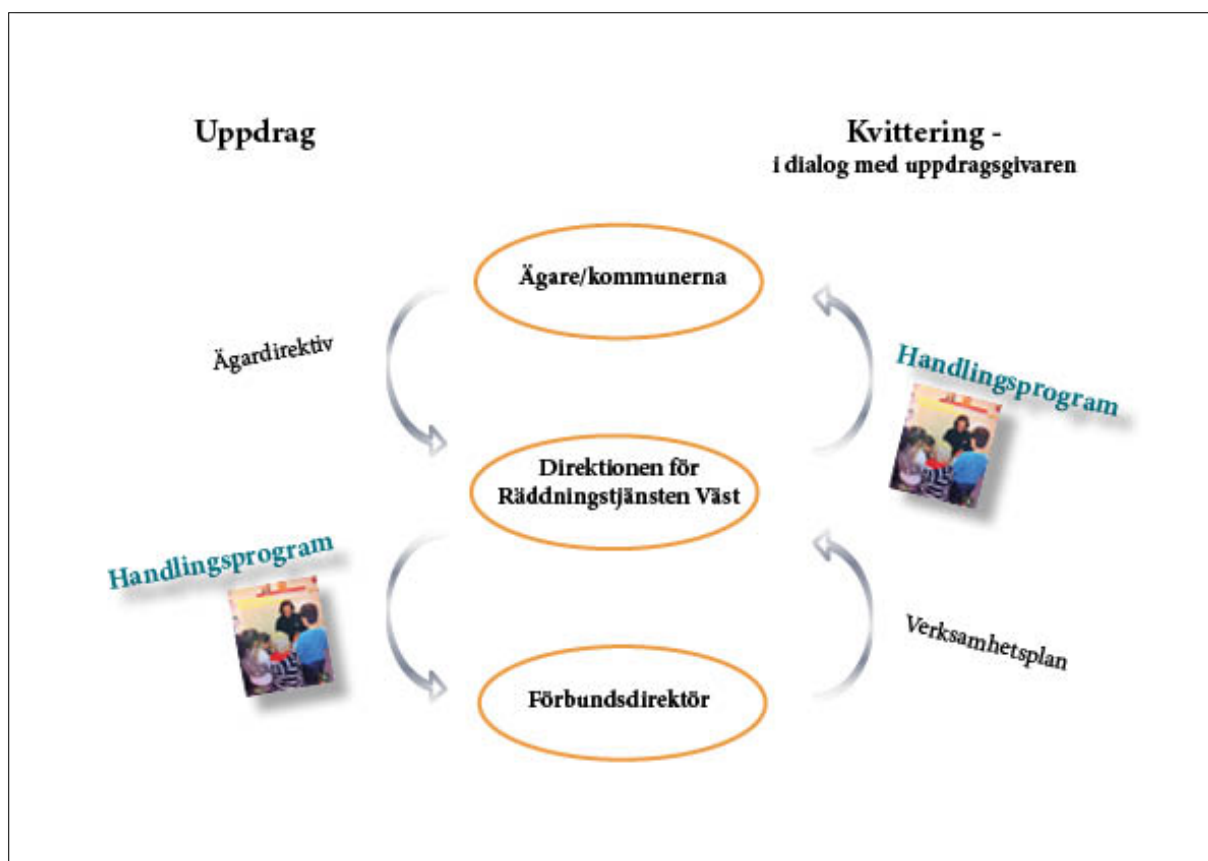 Uppdrag
Kvittering -
i dialog med uppdragsgivaren
Ägare/kommunerna
Ägardirektiv
Handlingsprogram
Direktionen för
Räddningstjänsten Väst
Handlingsprogram
Verksamhetsplan
Förbundsdirektör